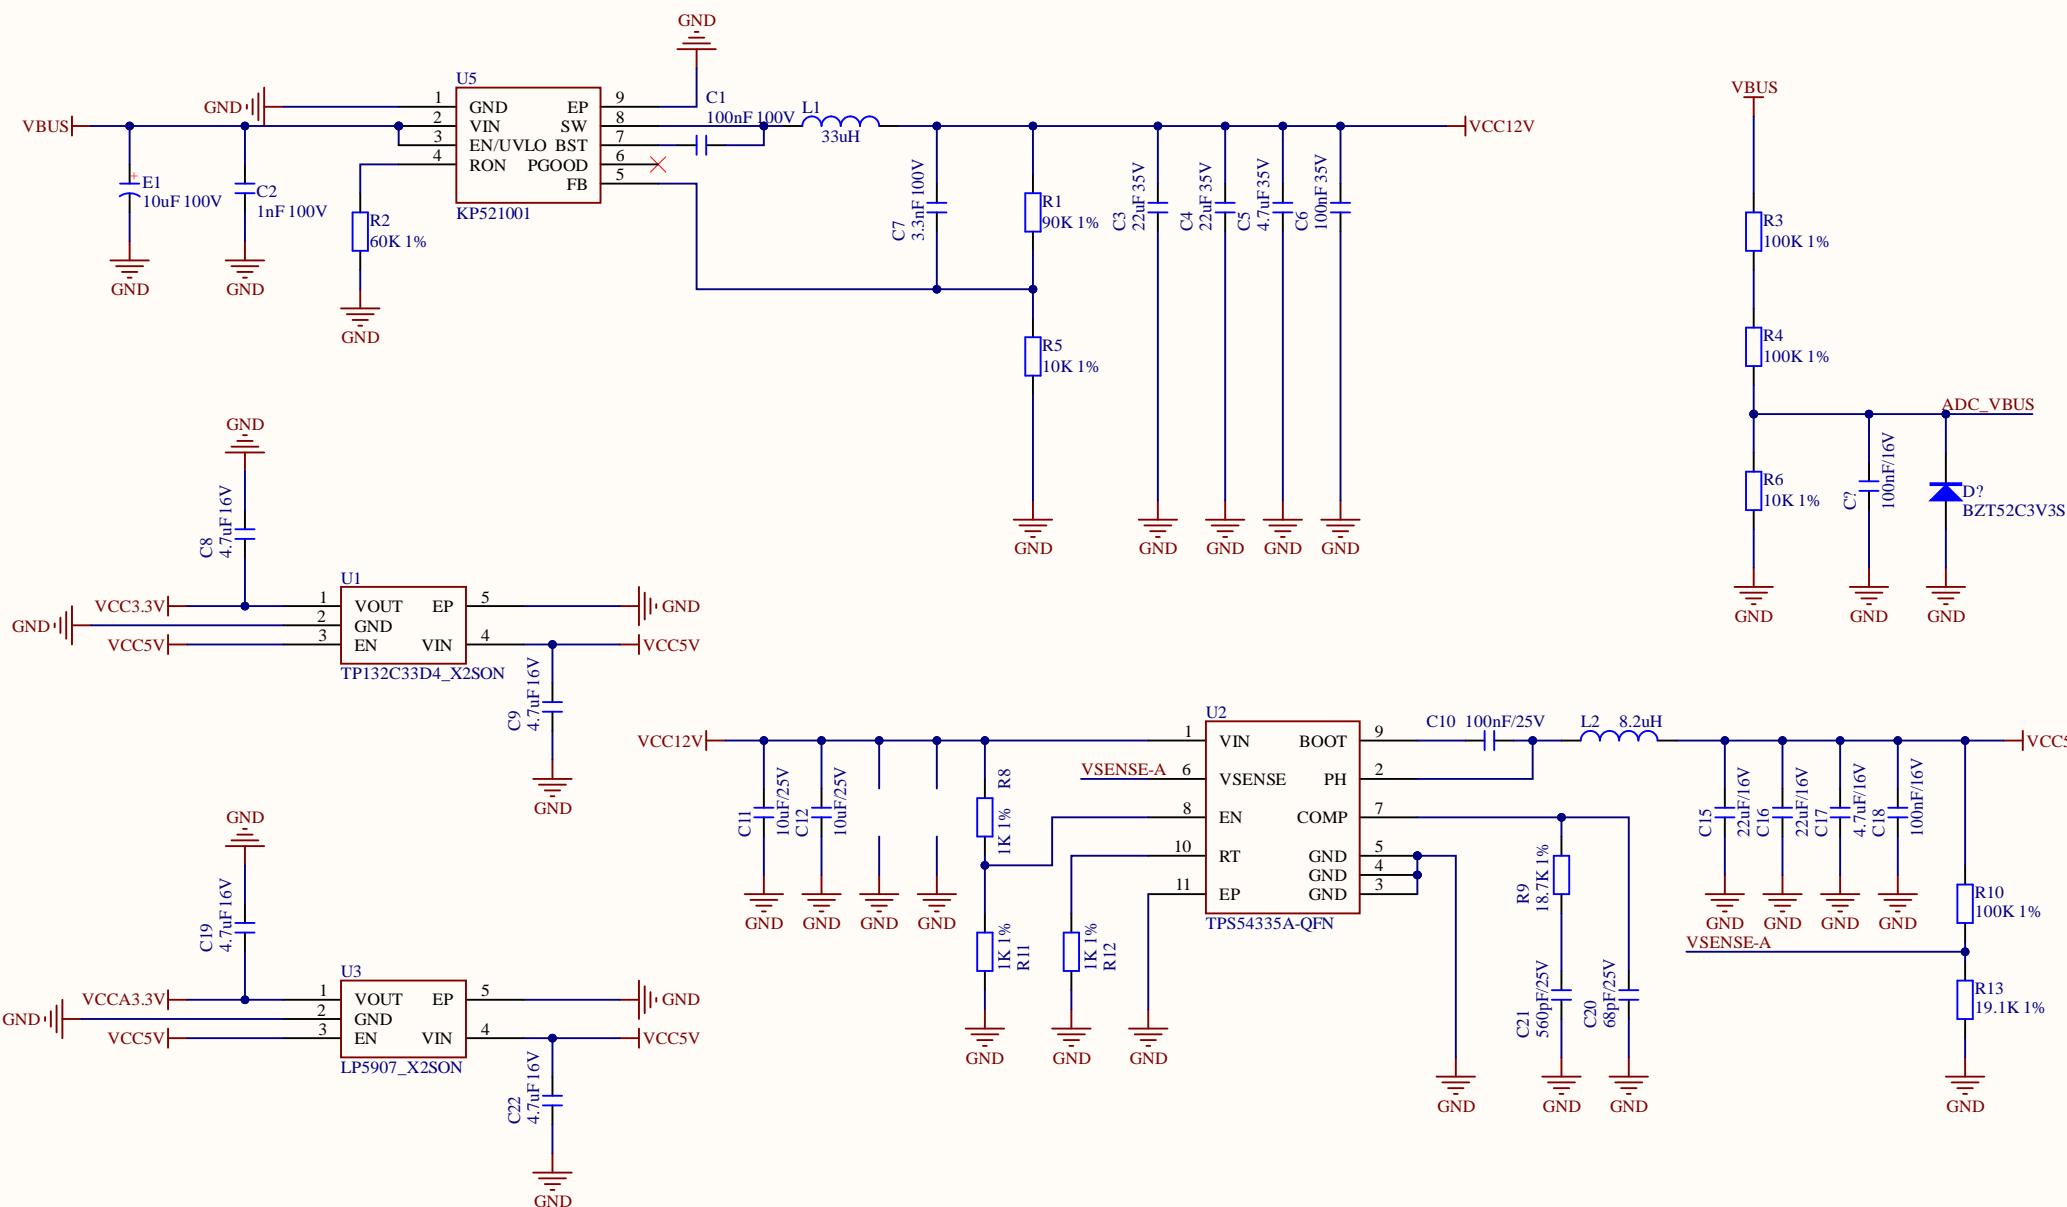 GND
U5
1
GND
EP
9
C1
100nF 100V
L1
33uH
GND
VBUS
2
VIN
SW
8
3
EN/UVLO
BST
7
4
RON
PGOOD
6
FB
5
KP521001
VCC12V
VBUS
E1
10uF 100V
C2
1nF 100V
R2
60K 1%
GND
GND
GND
C7
3.3nF 100V
R1
90K 1%
C3
22uF 35V
C4
22uF 35V
C5
4.7uF 35V
C6
100nF 35V
R5
10K 1%
GND
GND
GND
GND
GND
R3
100K 1%
R4
100K 1%
ADC_VBUS
R6
10K 1%
C?
100nF/16V
D?
BZT52C3V3S
GND
GND
GND
GND
C8
4.7uF 16V
U1
VCC3.3V
1
VOUT
EP
5
GND
GND
2
GND
VCC5V
3
EN
VIN
4
VCC5V
TP132C33D4_X2SON
C9
4.7uF 16V
GND
GND
C19
4.7uF 16V
U3
VCCA3.3V
1
VOUT
EP
5
GND
GND
2
GND
VCC5V
3
EN
VIN
4
VCC5V
LP5907_X2SON
C22
4.7uF 16V
GND
VCC12V
C11
10uF/25V
C12
10uF/25V
GND
GND
GND
GND
R8
1K 1%
R11
1K 1%
GND
R12
1K 1%
GND
GND
VSENSE-A
U2
1
VIN
BOOT
9
6
VSENSE
PH
2
8
EN
COMP
7
10
RT
GND
5
GND
4
11
EP
GND
3
TPS54335A-QFN
C10 100nF/25V
L2 8.2uH
VCC5
R9
18.7K 1%
C21
560pF/25V
C20
68pF/25V
GND
GND
GND
C15
22uF/16V
C16
22uF/16V
C17
4.7uF/16V
C18
100nF/16V
GND
GND
GND
GND
R10
100K 1%
VSENSE-A
R13
19.1K 1%
GND